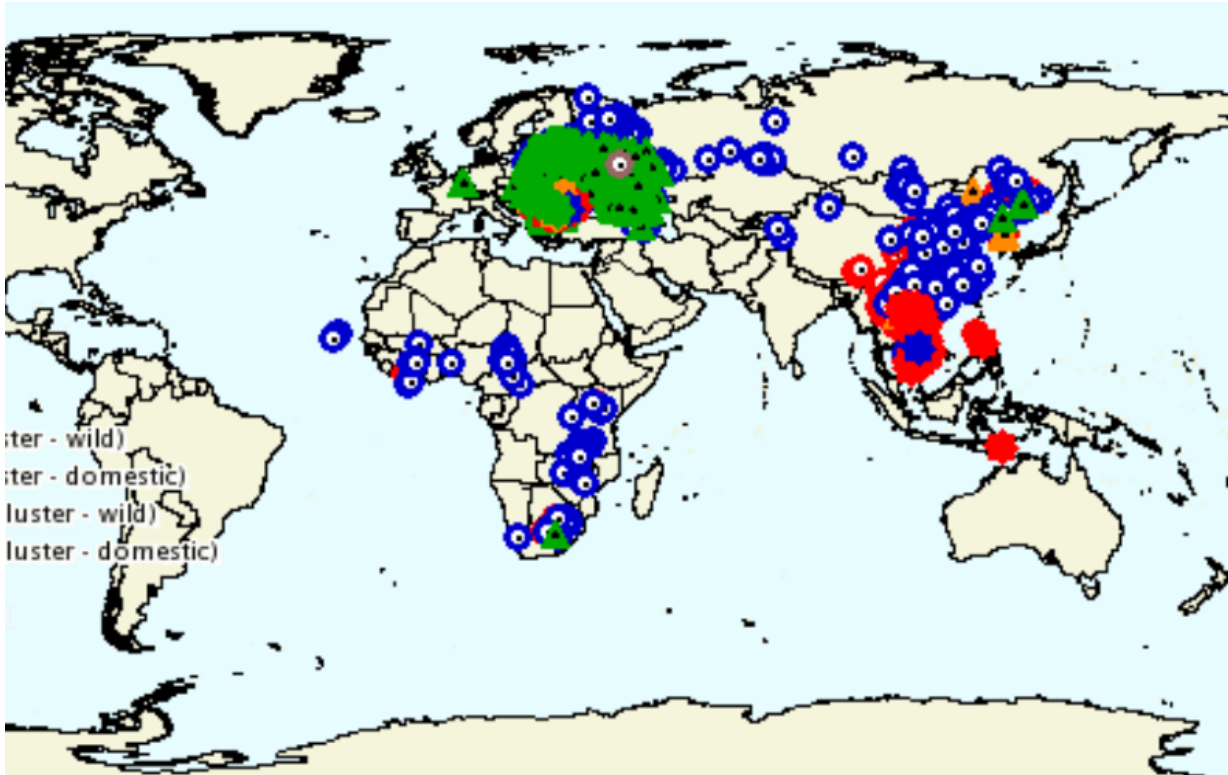 ster - wild)
ster - domestic)
luster - wild)
luster - domestic)